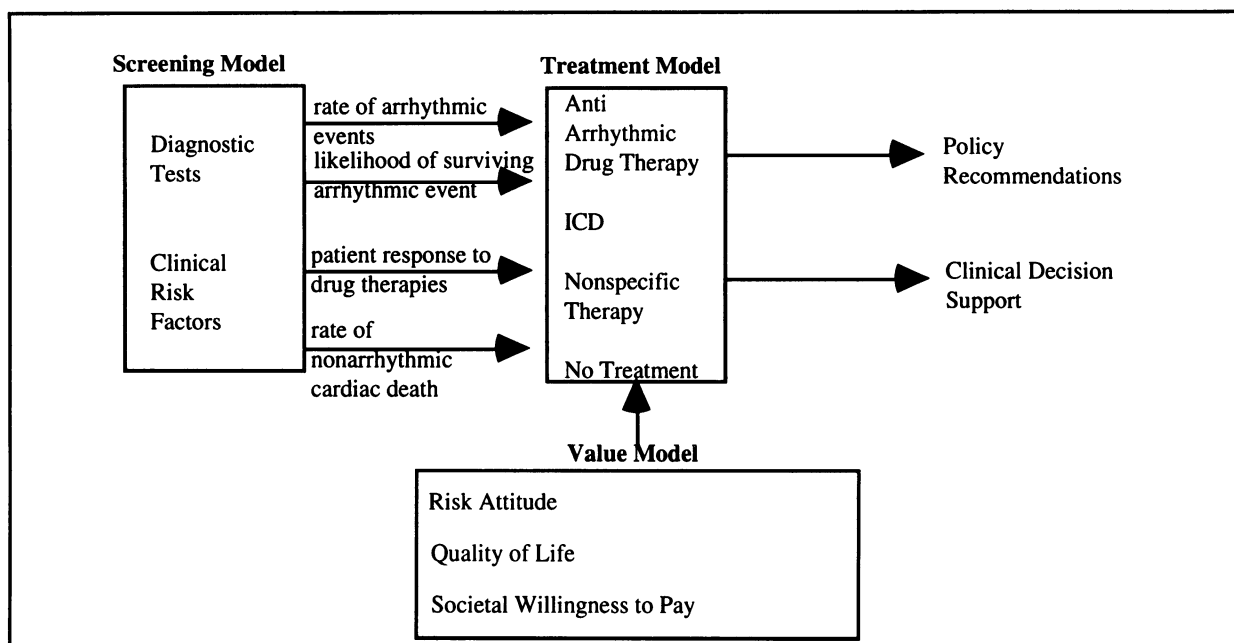 Screening Model
Diagnostic
Tests
Clinical
Risk
Factors
rate of arrhythmic
events
likelihood of surviving
arrhythmic event
patient response to
drug therapies
rate of
nonarrhythmic
cardiac death
Treatment Model
Anti
Arrhythmic
Drug Therapy
ICD
Nonspecific
Therapy
No Treatment
Policy
Recommendations
Clinical Decision
Support
Value Model
Risk Attitude
Quality of Life
Societal Willingness to Pay